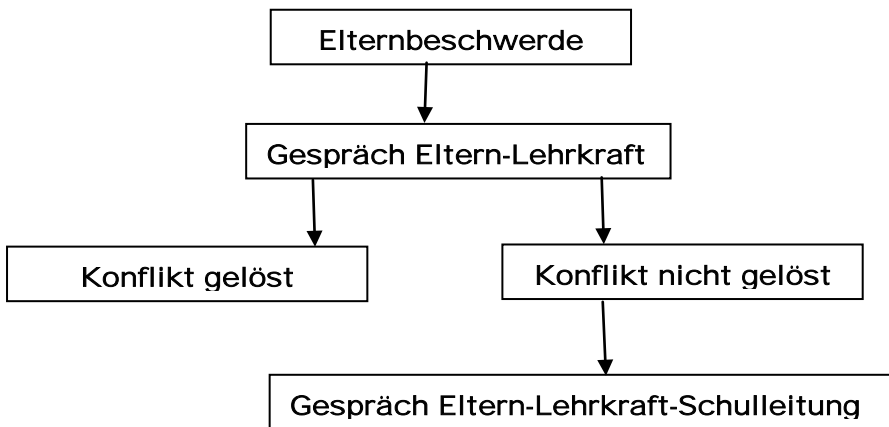 Elternbeschwerde
Gespräch Eltern-Lehrkraft
Konflikt gelöst
Konflikt nicht gelöst
Gespräch Eltern-Lehrkraft-Schulleitung